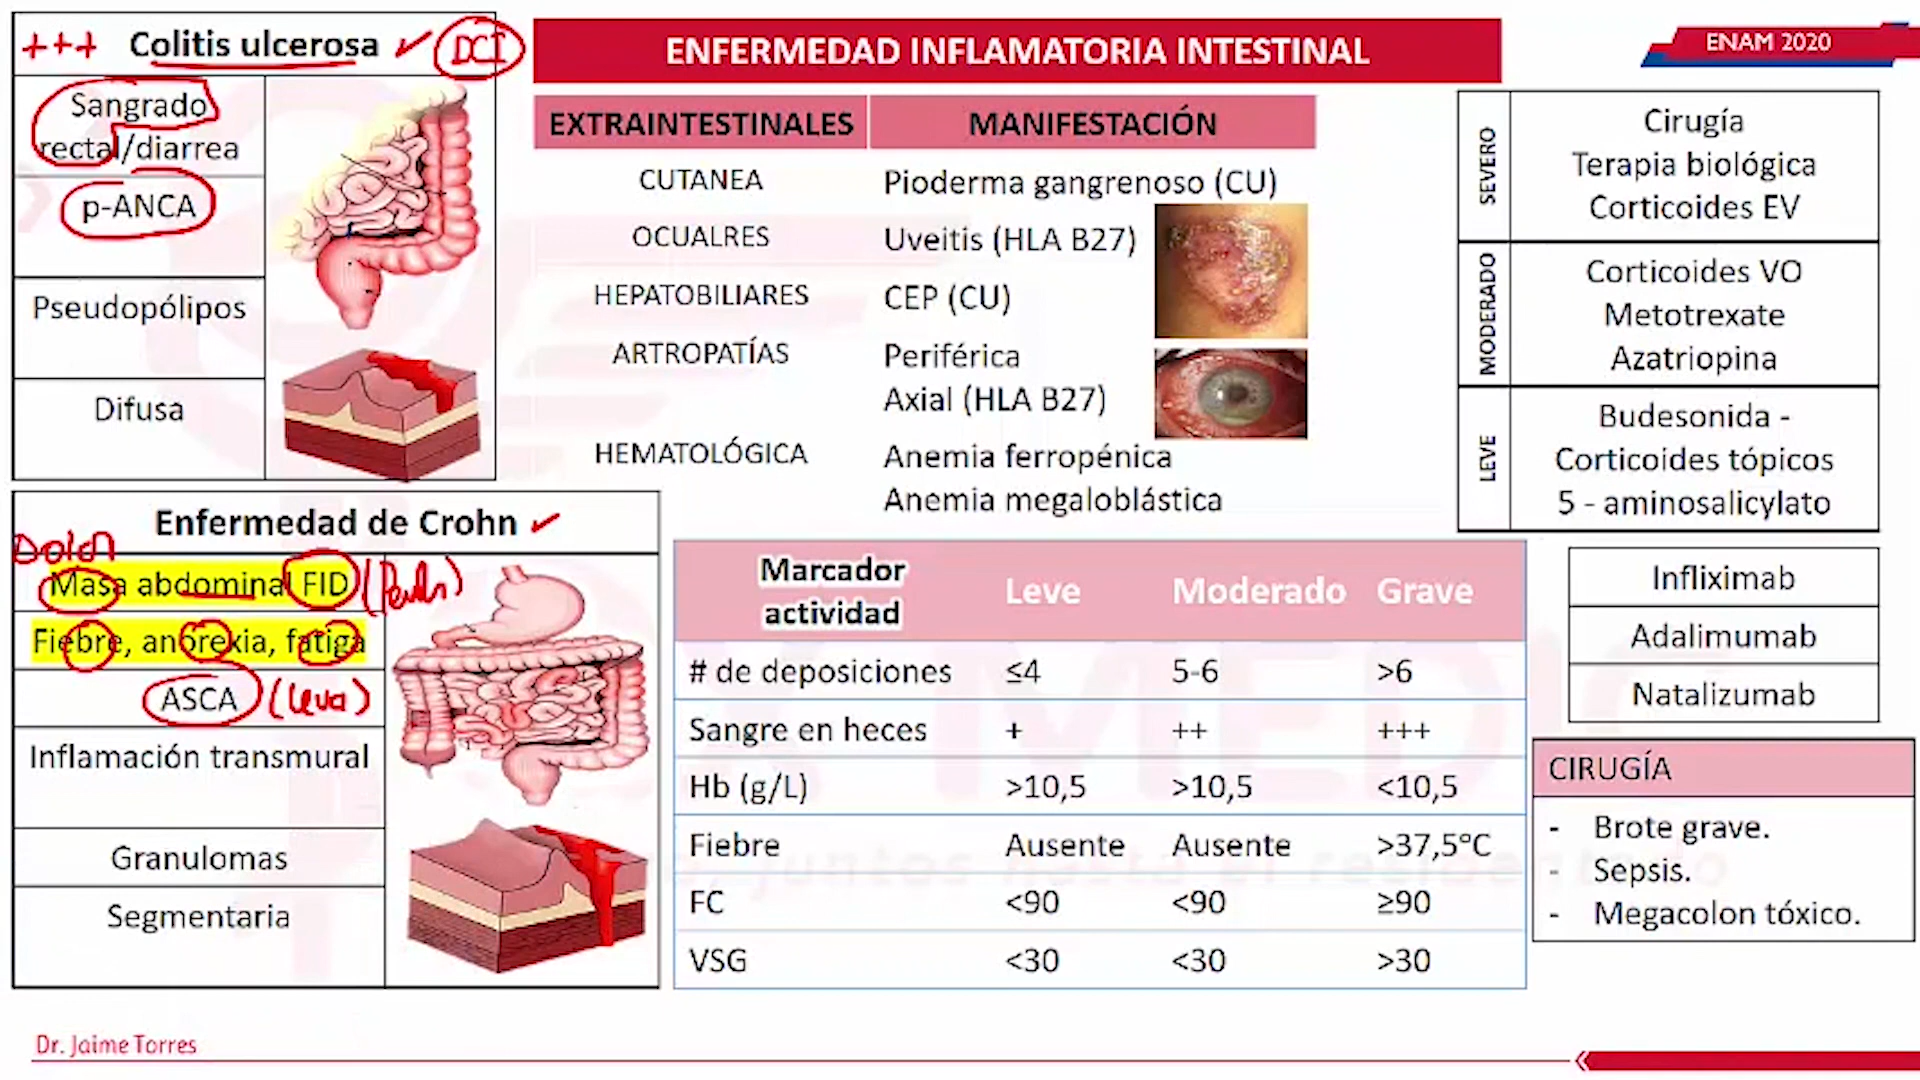 +++ Colitis ulcerosa ✓ DCI
Sangrado
rectal/diarrea
p-ANCA
Pseudopólipos
Difusa
ENFERMEDAD INFLAMATORIA INTESTINAL
ENAM 2020
EXTRAINTESTINALES MANIFESTACIÓN
CUTANEA Pioderma gangrenoso (CU)
OCUALRES Uveitis (HLA B27)
HEPATOBILIARES CEP (CU)
ARTROPATÍAS Periférica
Axial (HLA B27)
HEMATOLÓGICA Anemia ferropénica
Anemia megaloblástica
SEVERO
Cirugía
Terapia biológica
Corticoides EV
MODERADO
Corticoides VO
Metotrexate
Azatriopina
LEVE
Budesonida -
Corticoides tópicos
5 - aminosalicylato
Enfermedad de Crohn ✓
Dolor
Masa abdominal FID
Fiebre, anorexia, fatiga
ASCA (leva)
Inflamación transmural
Granulomas
Segmentaria
Marcador
actividad
Leve Moderado Grave
# de deposiciones ≤4 5-6 >6
Sangre en heces + ++ +++
Hb (g/L) >10,5 >10,5 <10,5
Fiebre Ausente Ausente >37,5°C
FC <90 <90 ≥90
VSG <30 <30 >30
Infliximab
Adalimumab
Natalizumab
CIRUGÍA
- Brote grave.
- Sepsis.
- Megacolon tóxico.
Dr. Jaime Torres